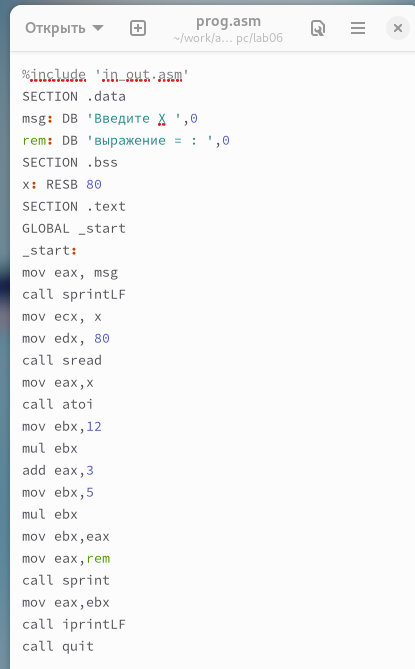 Открыть
prog.asm
~/work/a... pc/lab06
%include 'in_out.asm'
SECTION .data
msg: DB 'Введите X ',0
rem: DB 'выражение = : ',0
SECTION .bss
x: RESB 80
SECTION .text
GLOBAL _start
_start:
mov eax, msg
call sprintLF
mov ecx, x
mov edx, 80
call sread
mov eax,x
call atoi
mov ebx,12
mul ebx
add eax,3
mov ebx,5
mul ebx
mov ebx,eax
mov eax,rem
call sprint
mov eax,ebx
call iprintLF
call quit